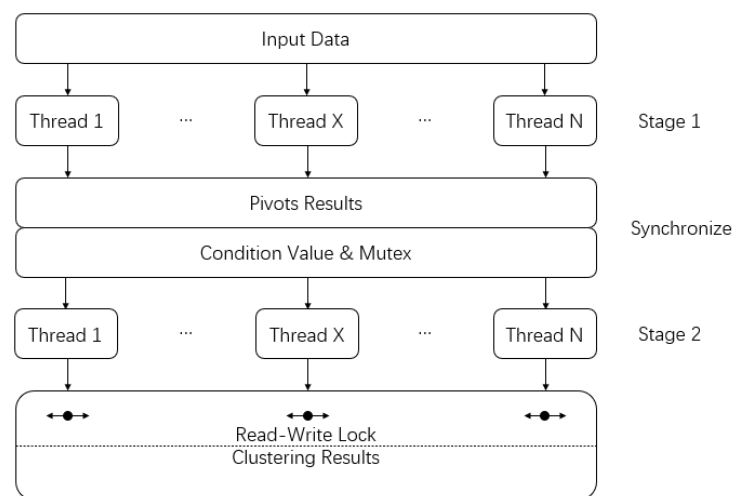 Input Data
Thread 1 ... Thread X ... Thread N Stage 1
Pivots Results
Synchronize
Condition Value & Mutex
Thread 1 ... Thread X ... Thread N Stage 2
Read-Write Lock
Clustering Results